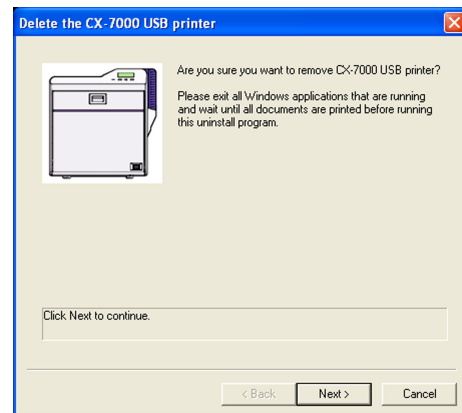 Delete the CX-7000 USB printer
Are you sure you want to remove CX-7000 USB printer?
Please exit all Windows applications that are running
and wait until all documents are printed before running
this uninstall program.
Click Next to continue.
< Back
Next >
Cancel